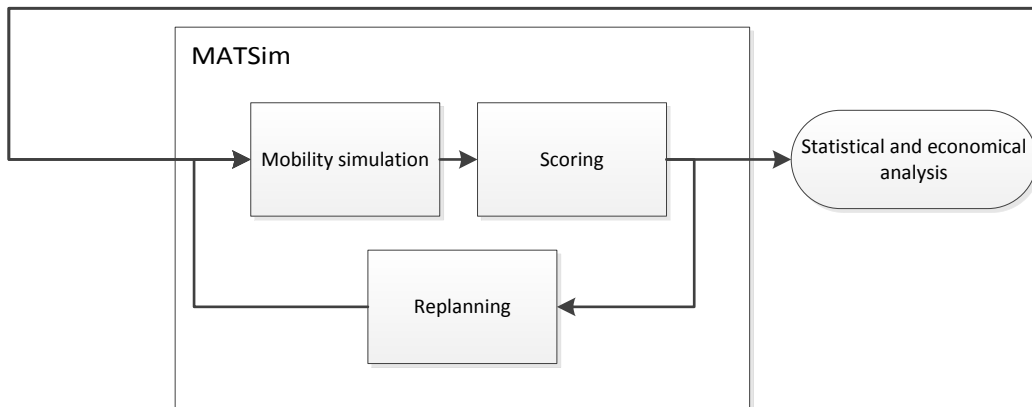 MATSim
Mobility simulation
Scoring
Statistical and economical
analysis
Replanning